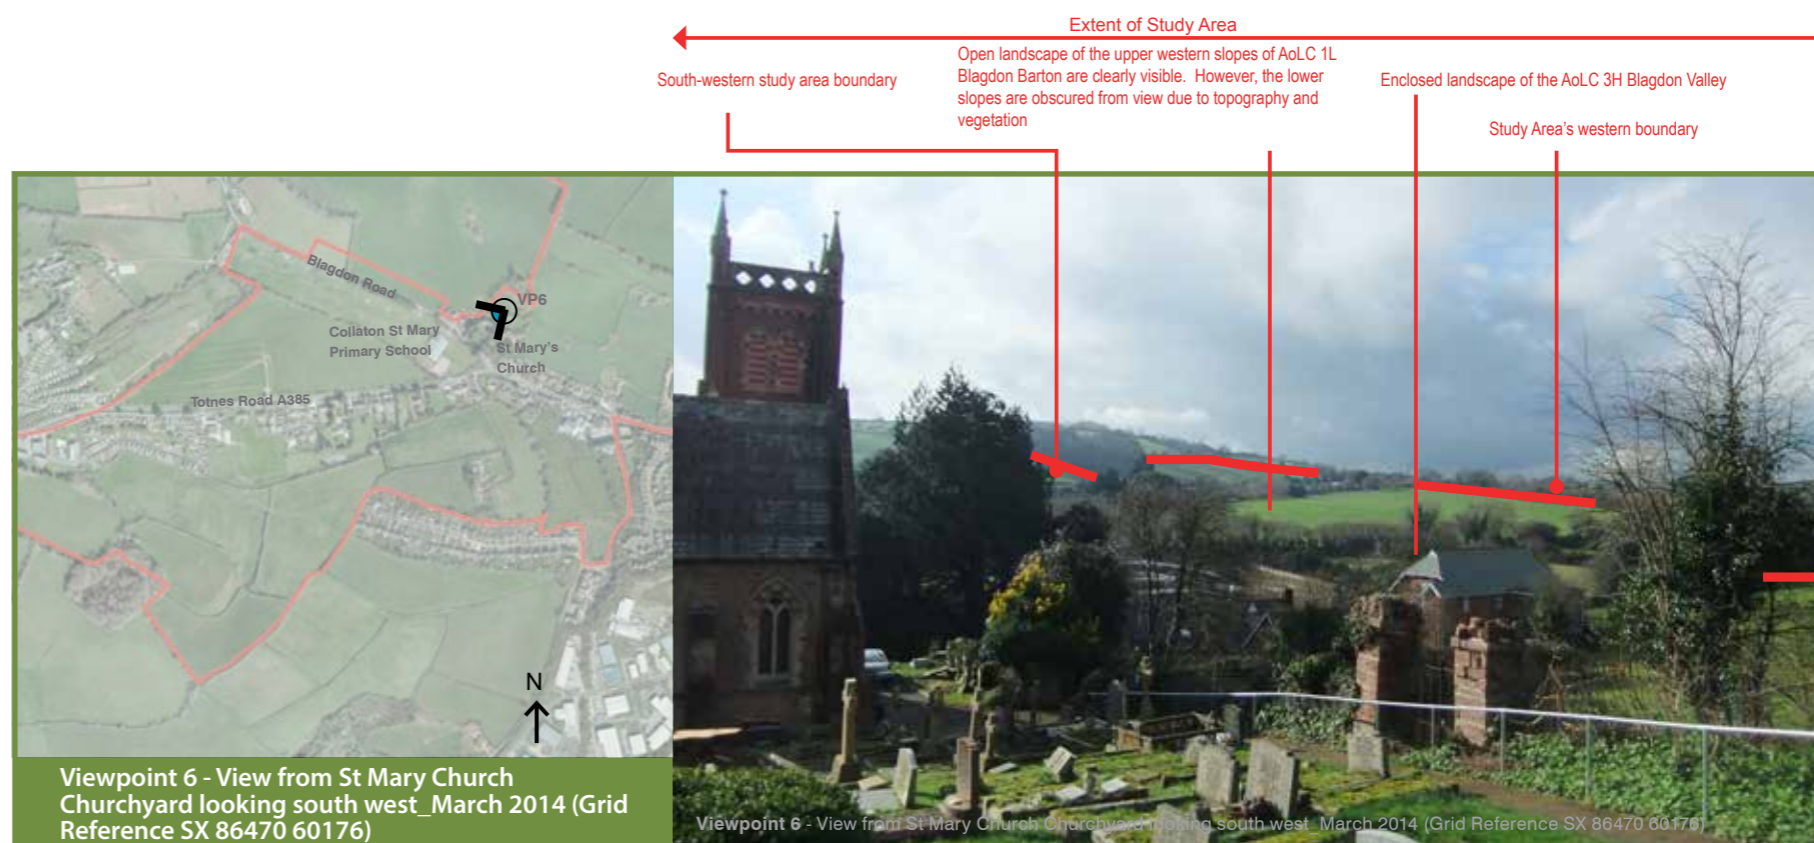 Extent of Study Area
South-western study area boundary
Open landscape of the upper western slopes of AoLC 1L
Blagdon Barton are clearly visible.  However, the lower
slopes are obscured from view due to topography and
vegetation
Enclosed landscape of the AoLC 3H Blagdon Valley
Study Area's western boundary
Blagdon Road
VP6
Collaton St Mary
Primary School
St Mary's
Church
Totnes Road A385
N
Viewpoint 6 - View from St Mary Church
Churchyard looking south west_March 2014 (Grid
Reference SX 86470 60176)
Viewpoint 6 - View from St Mary Church Churchyard looking south west_March 2014 (Grid Reference SX 86470 60176)